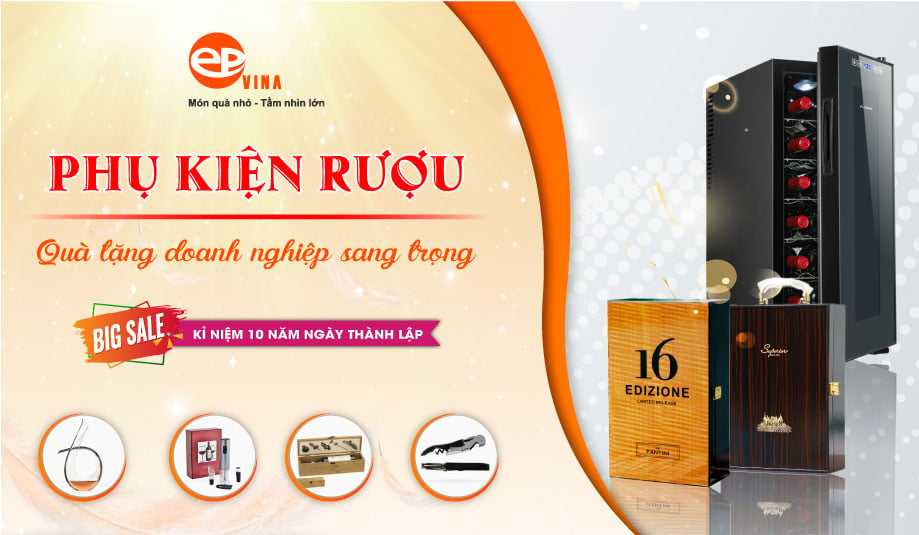 ep
VINA
Món quà nhỏ - Tầm nhìn lớn
PHỤ KIỆN RƯỢU
Quà tặng doanh nghiệp sang trọng
BIG SALE
KỈ NIỆM 10 NĂM NGÀY THÀNH LẬP
16
EDIZIONE
LIMITED RELEASE
FANTINI
Superior